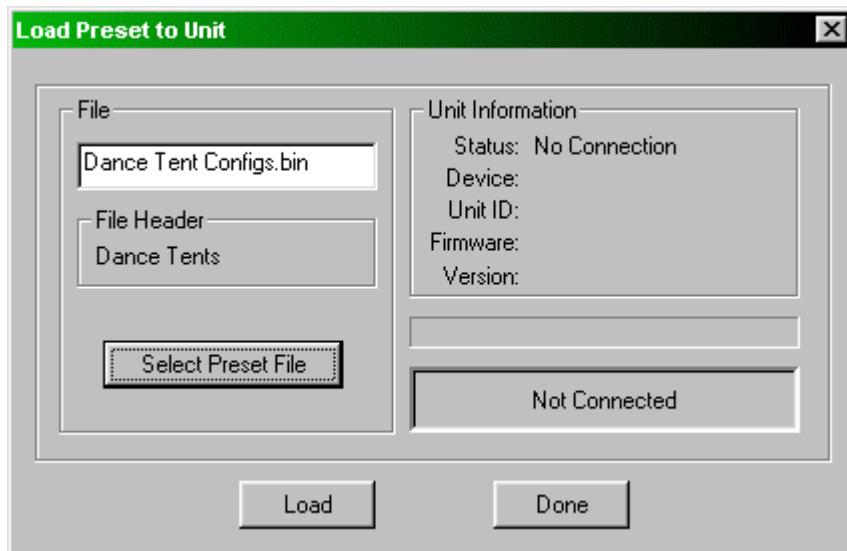 Load Preset to Unit
File
Dance Tent Configs.bin
File Header
Dance Tents
Select Preset File
Unit Information
Status: No Connection
Device:
Unit ID:
Firmware:
Version:
Not Connected
Load
Done